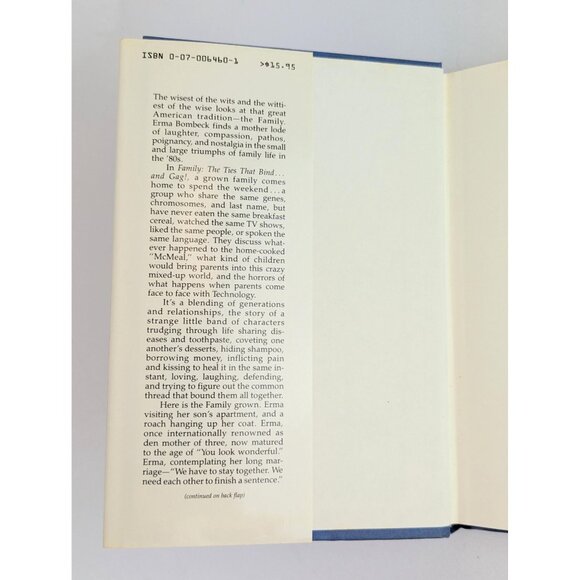 ISBN 0-07-006460-1 >$15.95
The wisest of the wits and the witti-
est of the wise looks at that great
American tradition—the Family.
Erma Bombeck finds a mother lode
of laughter, compassion, pathos,
poignancy, and nostalgia in the small
and large triumphs of family life in
the '80s.
In Family: The Ties That Bind . . .
and Gag!, a grown family comes
home to spend the weekend . . . a
group who share the same genes,
chromosomes, and last name, but
have never eaten the same breakfast
cereal, watched the same TV shows,
liked the same people, or spoken the
same language. They discuss what-
ever happened to the home-cooked
"McMeal," what kind of children
would bring parents into this crazy
mixed-up world, and the horrors of
what happens when parents come
face to face with Technology.
It's a blending of generations
and relationships, the story of a
strange little band of characters
trudging through life sharing dis-
eases and toothpaste, coveting one
another's desserts, hiding shampoo,
borrowing money, inflicting pain
and kissing to heal it in the same in-
stant, loving, laughing, defending,
and trying to figure out the common
thread that bound them all together.
Here is the Family grown. Erma
visiting her son's apartment, and a
roach hanging up her coat. Erma,
once internationally renowned as
den mother of three, now matured
to the age of "You look wonderful."
Erma, contemplating her long mar-
riage—"We have to stay together. We
need each other to finish a sentence."
(continued on back flap)